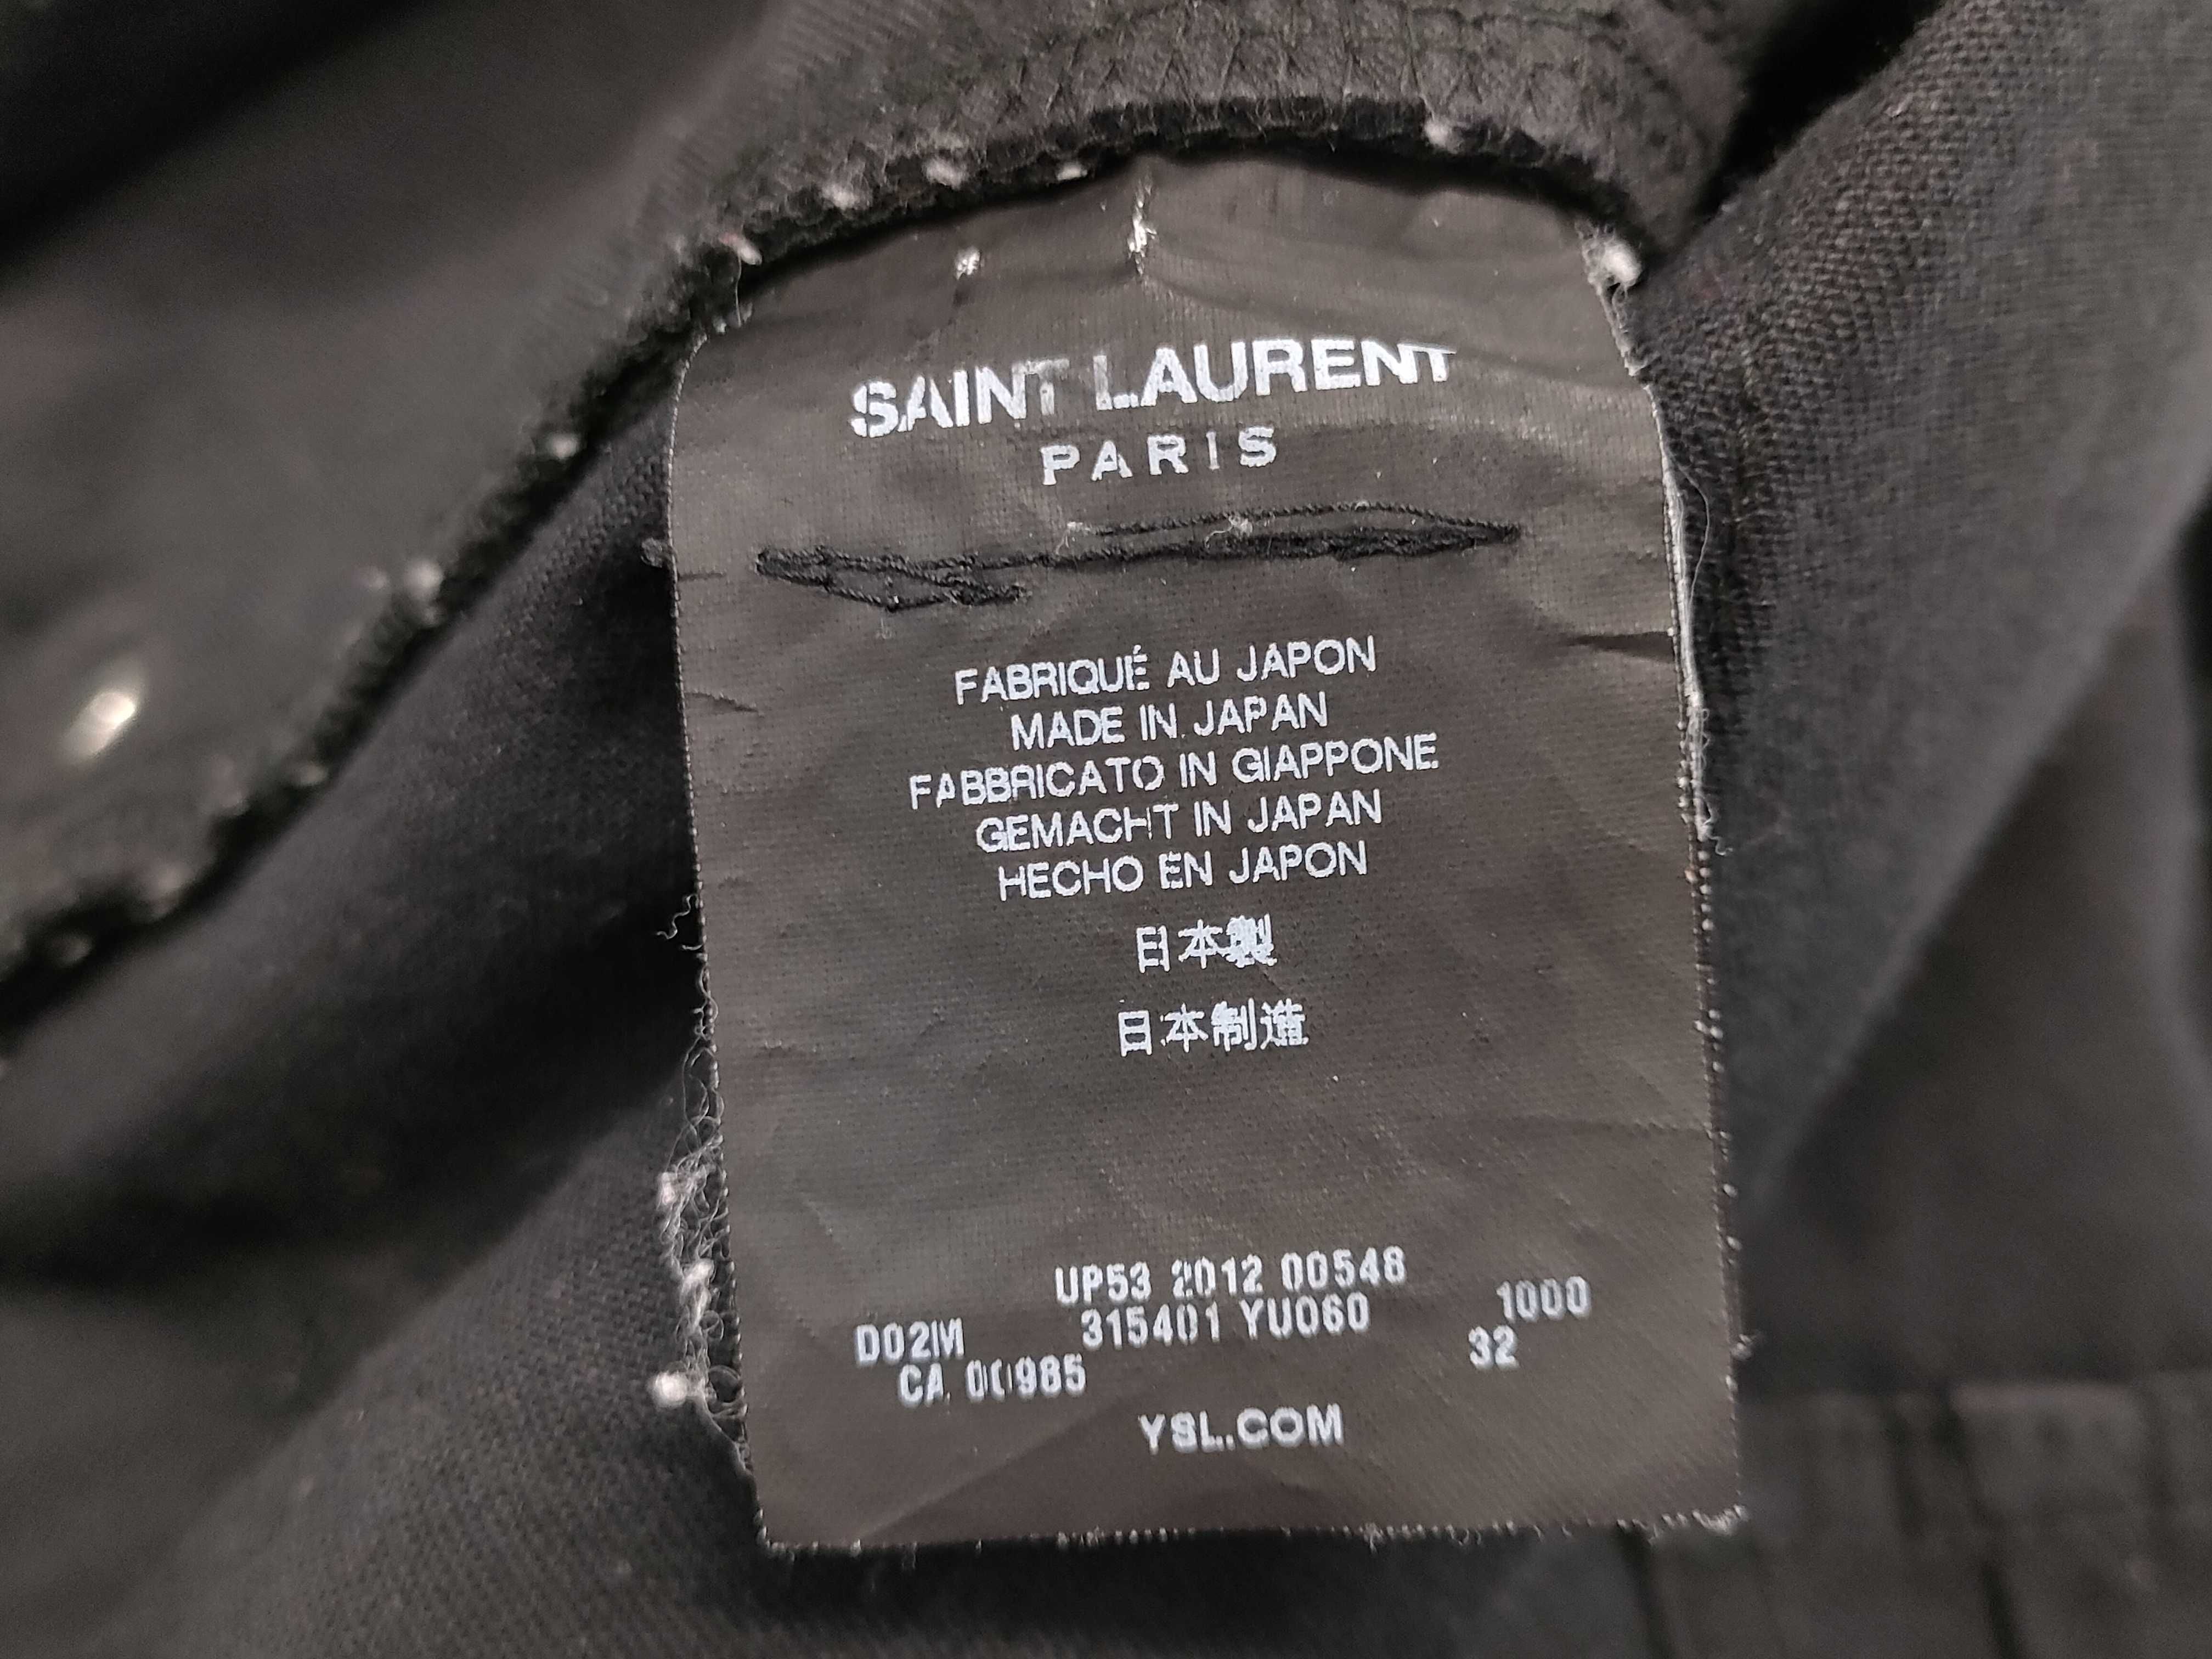 SAINT LAURENT
PARIS
FABRIQUÉ AU JAPON
MADE IN JAPAN
FABBRICATO IN GIAPPONE
GEMACHT IN JAPAN
HECHO EN JAPON
日本製
日本制造
UP53 2012 00548
D02M 315401 YU060 1000
CA 00985 32
YSL.COM